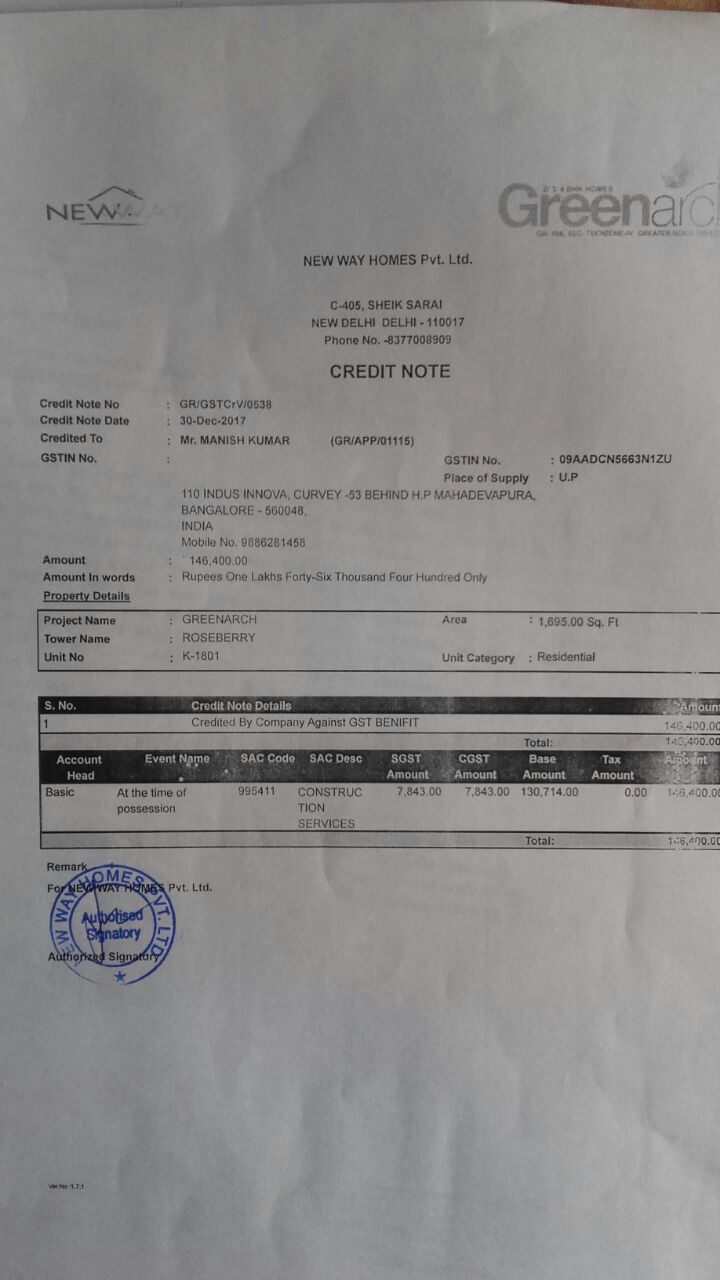 NEWWAY
2/ 3/ 4 BHK HOMES
Greenarc
NEW WAY HOMES Pvt. Ltd.
C-405, SHEIK SARAI
NEW DELHI DELHI - 110017
Phone No. -8377008909
CREDIT NOTE
Credit Note No : GR/GSTCrV/0538
Credit Note Date : 30-Dec-2017
Credited To : Mr. MANISH KUMAR (GR/APP/01115)
GSTIN No. : GSTIN No. : 09AADCN5663N1ZU
Place of Supply : U.P
110 INDUS INNOVA, CURVEY -53 BEHIND H.P MAHADEVAPURA,
BANGALORE - 560048,
INDIA
Mobile No. 9886281458
Amount : ` 146,400.00
Amount In words : Rupees One Lakhs Forty-Six Thousand Four Hundred Only
Property Details
Project Name : GREENARCH Area : 1,695.00 Sq. Ft
Tower Name : ROSEBERRY
Unit No : K-1801 Unit Category : Residential
S. No. Credit Note Details Amount
1 Credited By Company Against GST BENIFIT 146,400.00
Total: 146,400.00
Account Event Name SAC Code SAC Desc SGST CGST Base Tax Amount
Head Amount Amount Amount Amount
Basic At the time of 995411 CONSTRUC 7,843.00 7,843.00 130,714.00 0.00 146,400.00
possession TION
SERVICES
Total: 146,400.00
Remark :
For NEW WAY HOMES Pvt. Ltd.
NEW WAY HOMES PVT. LTD.
Authorised
Signatory
Authorized Signatory
Ver.No :1.7.1